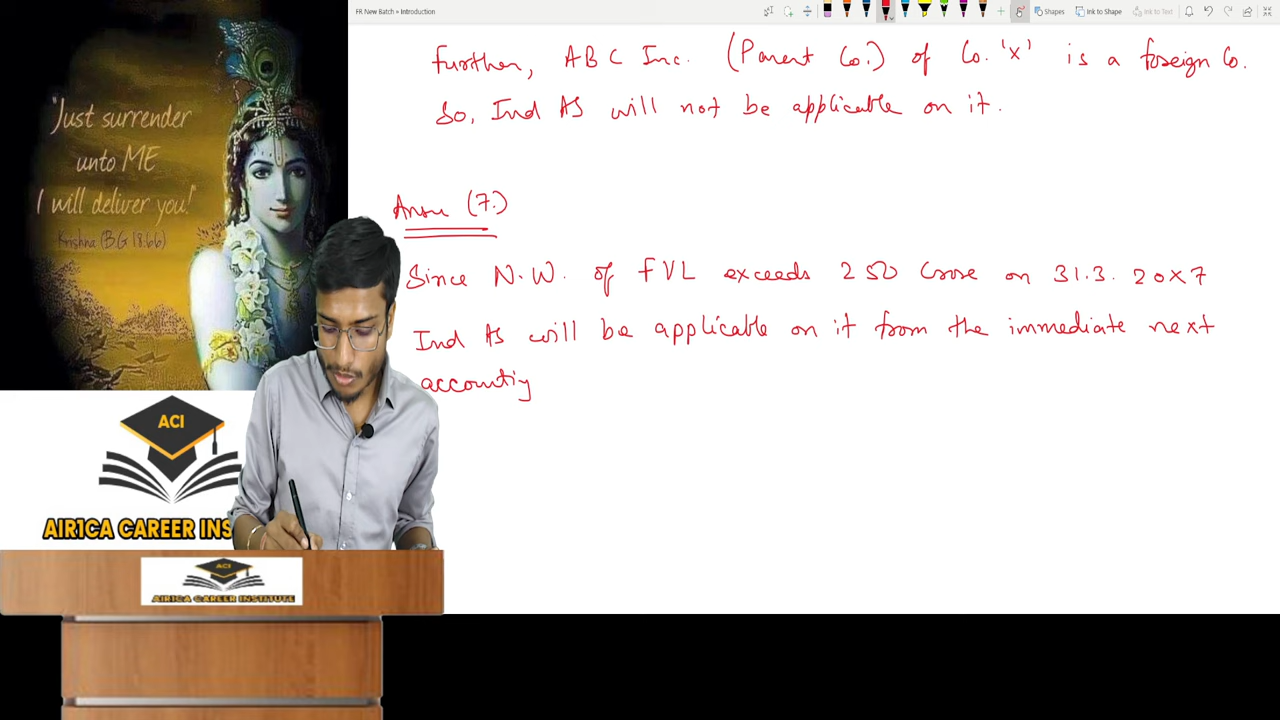 FR New Batch » Introduction
Shapes
Ink to Shape
Ink to Text
further, ABC Inc. (Parent Co.) of Co. 'X' is a foreign Co.
So, Ind AS will not be applicable on it.
"Just surrender
unto ME
I will deliver you!"
Krishna (BG 18:66)
Answ (7.)
Since N.W. of FVL exceeds 250 Crore on 31.3.20X7
Ind AS will be applicable on it from the immediate next
accounting
ACI
AIR1CA CAREER INS
ACI
AIR1CA CAREER INSTITUTE